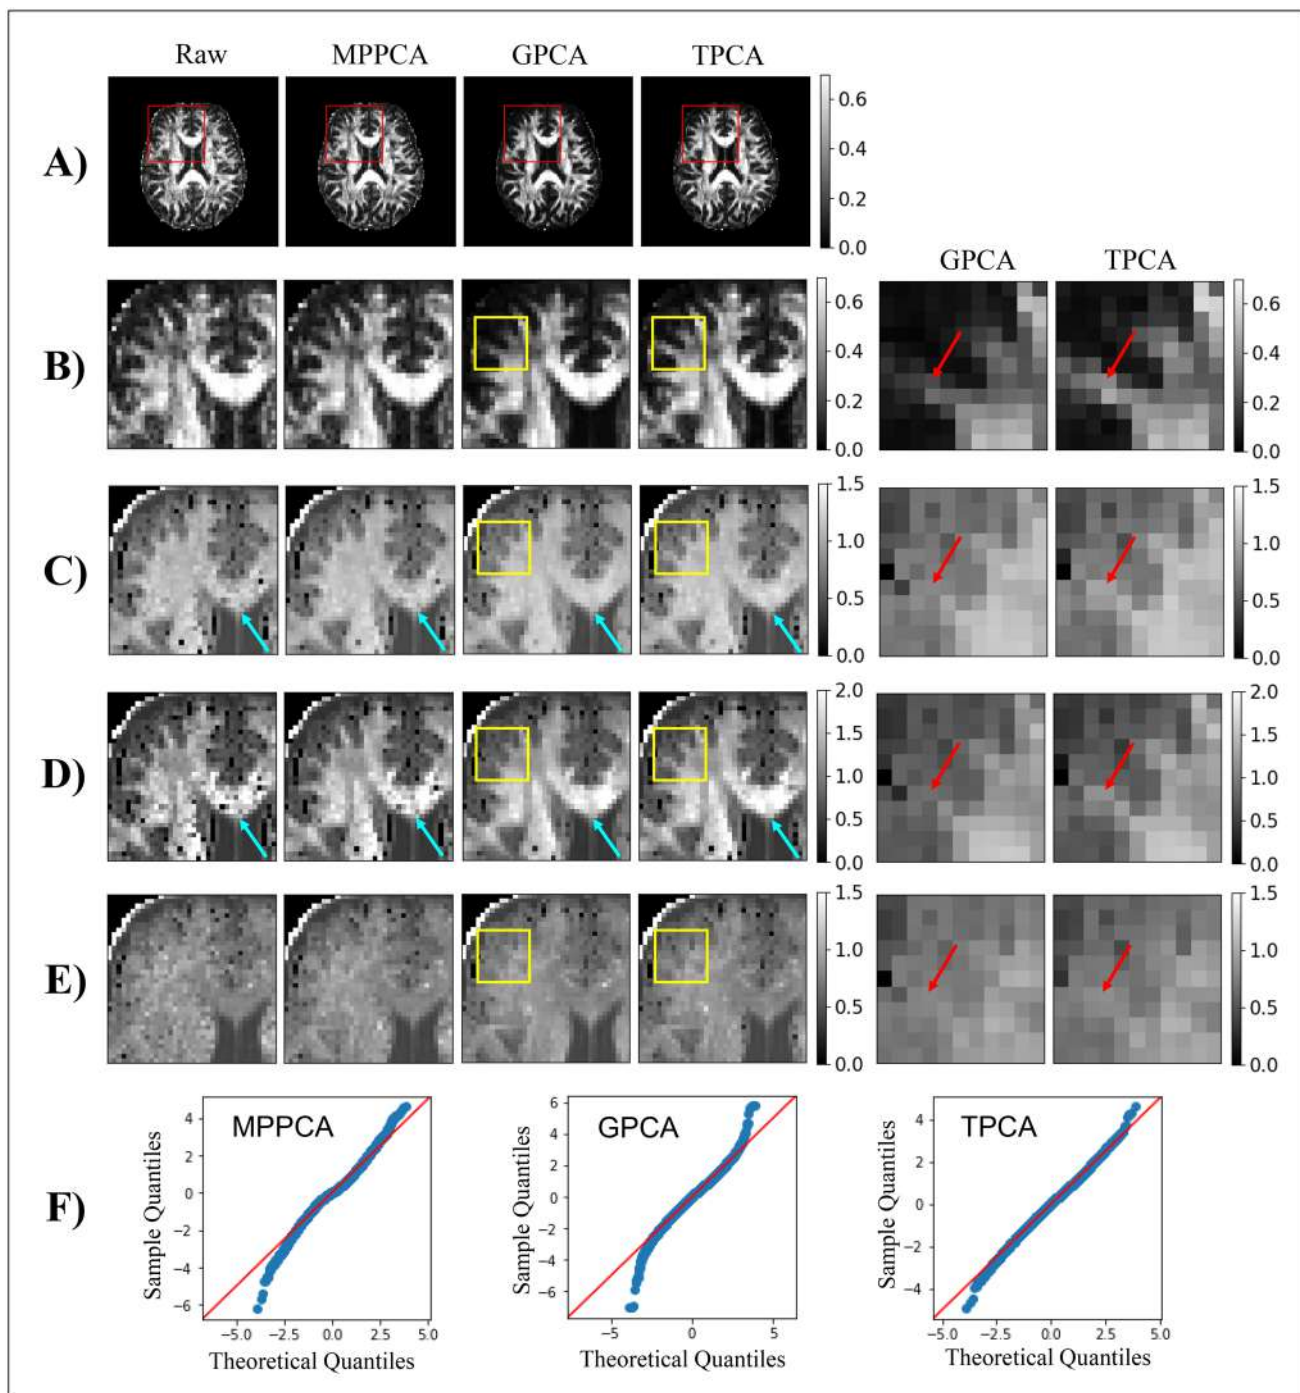 Raw MPPCA GPCA TPCA
A)
0.6
0.4
0.2
0.0
GPCA TPCA
B)
0.6
0.4
0.2
0.0
0.6
0.4
0.2
0.0
C)
1.5
1.0
0.5
0.0
1.5
1.0
0.5
0.0
D)
2.0
1.5
1.0
0.5
0.0
2.0
1.5
1.0
0.5
0.0
E)
1.5
1.0
0.5
0.0
1.5
1.0
0.5
0.0
F)
MPPCA
Sample Quantiles
4
2
0
−2
−4
−6
−5.0 −2.5 0.0 2.5 5.0
Theoretical Quantiles
GPCA
Sample Quantiles
6
4
2
0
−2
−4
−6
−5 0 5
Theoretical Quantiles
TPCA
Sample Quantiles
4
2
0
−2
−4
−5.0 −2.5 0.0 2.5 5.0
Theoretical Quantiles